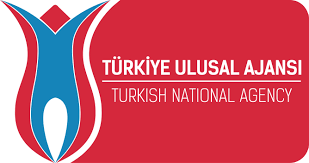 TÜRKİYE ULUSAL AJANSI
TURKISH NATIONAL AGENCY